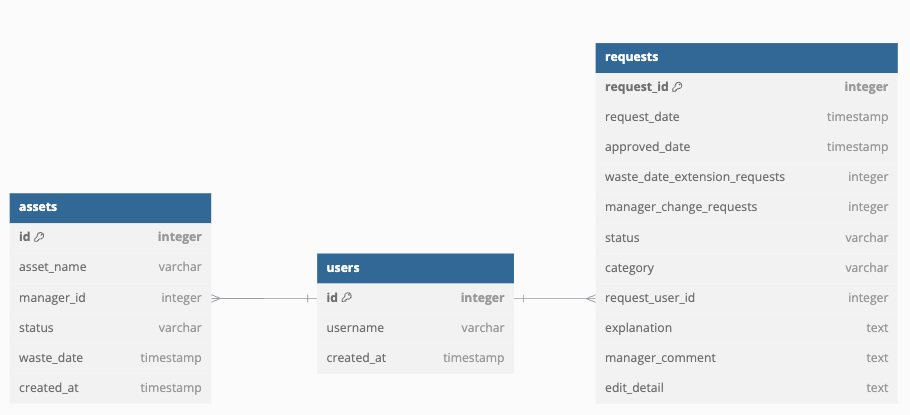 assets
id integer
asset_name varchar
manager_id integer
status varchar
waste_date timestamp
created_at timestamp
users
id integer
username varchar
created_at timestamp
requests
request_id integer
request_date timestamp
approved_date timestamp
waste_date_extension_requests integer
manager_change_requests integer
status varchar
category varchar
request_user_id integer
explanation text
manager_comment text
edit_detail text